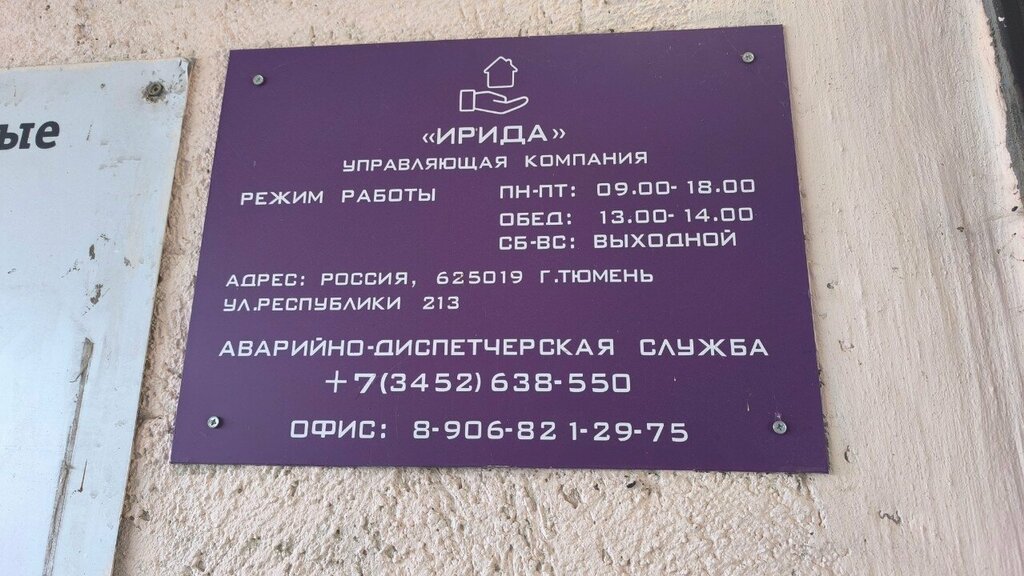 ые
«ИРИДА»
УПРАВЛЯЮЩАЯ КОМПАНИЯ
РЕЖИМ РАБОТЫ ПН-ПТ: 09.00-18.00
ОБЕД: 13.00-14.00
СБ-ВС: ВЫХОДНОЙ
АДРЕС: РОССИЯ, 625019 Г.ТЮМЕНЬ
УЛ.РЕСПУБЛИКИ 213
АВАРИЙНО-ДИСПЕТЧЕРСКАЯ СЛУЖБА
+7(3452)638-550
ОФИС: 8-906-821-29-75